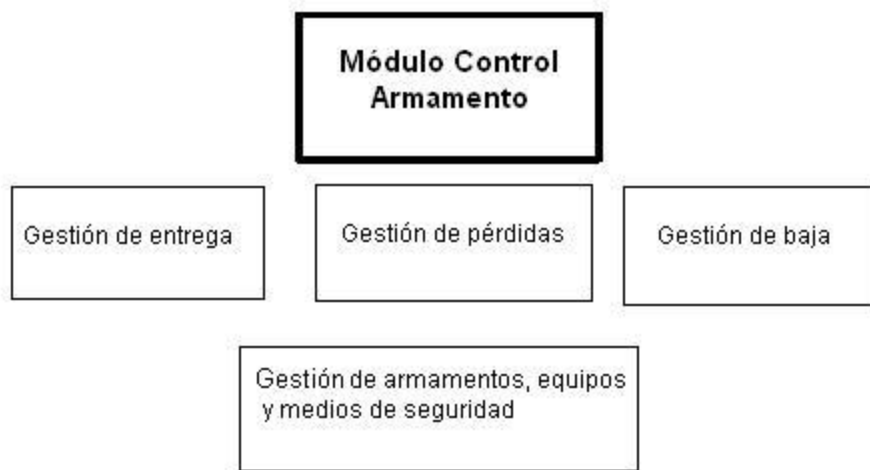 Módulo Control
Armamento
Gestión de entrega
Gestión de pérdidas
Gestión de baja
Gestión de armamentos, equipos
y medios de seguridad